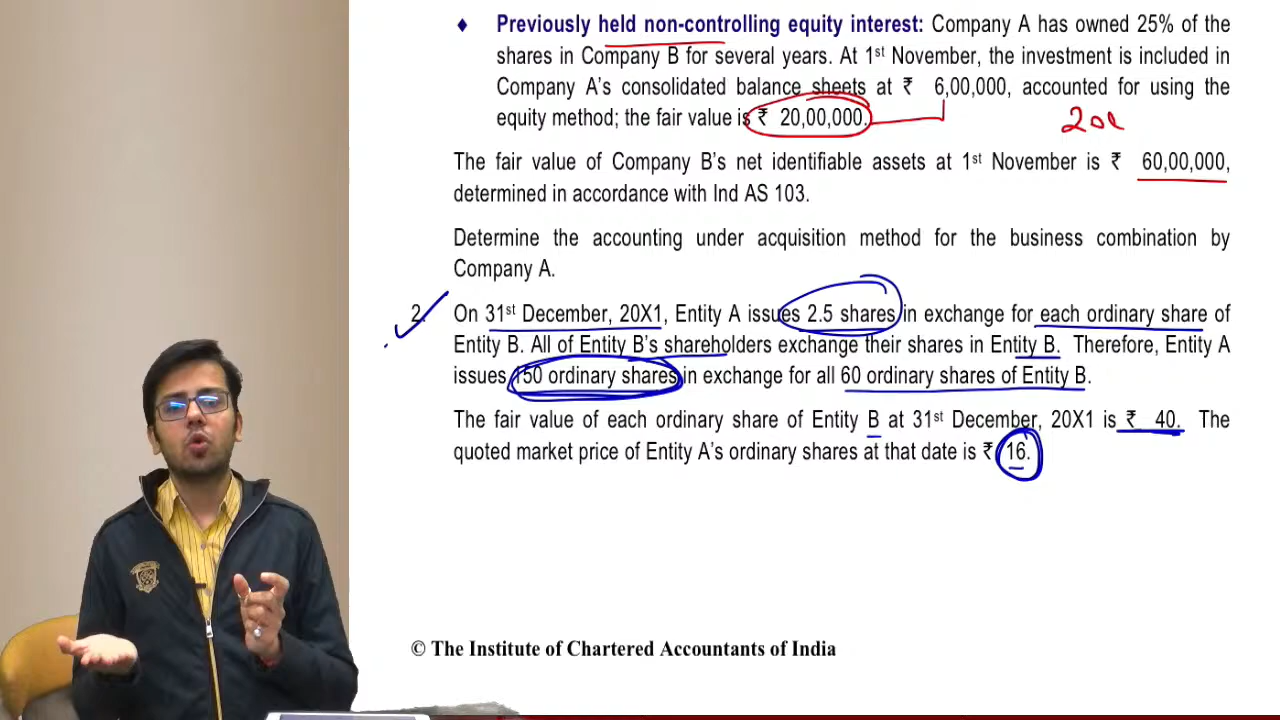 ♦ Previously held non-controlling equity interest: Company A has owned 25% of the
shares in Company B for several years. At 1st November, the investment is included in
Company A's consolidated balance sheets at ₹ 6,00,000, accounted for using the
equity method; the fair value is ₹ 20,00,000.
200
The fair value of Company B's net identifiable assets at 1st November is ₹ 60,00,000,
determined in accordance with Ind AS 103.
Determine the accounting under acquisition method for the business combination by
Company A.
2. On 31st December, 20X1, Entity A issues 2.5 shares in exchange for each ordinary share of
Entity B. All of Entity B's shareholders exchange their shares in Entity B. Therefore, Entity A
issues 150 ordinary shares in exchange for all 60 ordinary shares of Entity B.
The fair value of each ordinary share of Entity B at 31st December, 20X1 is ₹ 40. The
quoted market price of Entity A's ordinary shares at that date is ₹ 16.
© The Institute of Chartered Accountants of India